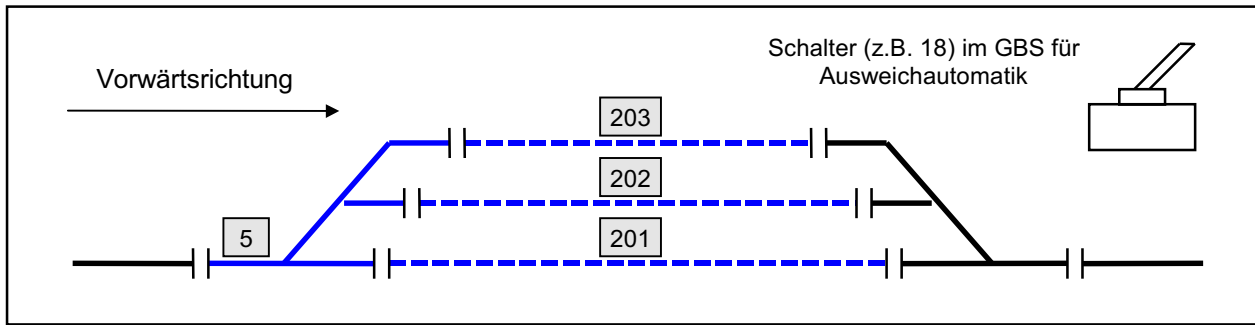 Schalter (z.B. 18) im GBS für
Ausweichautomatik
Vorwärtsrichtung
203
202
5
201